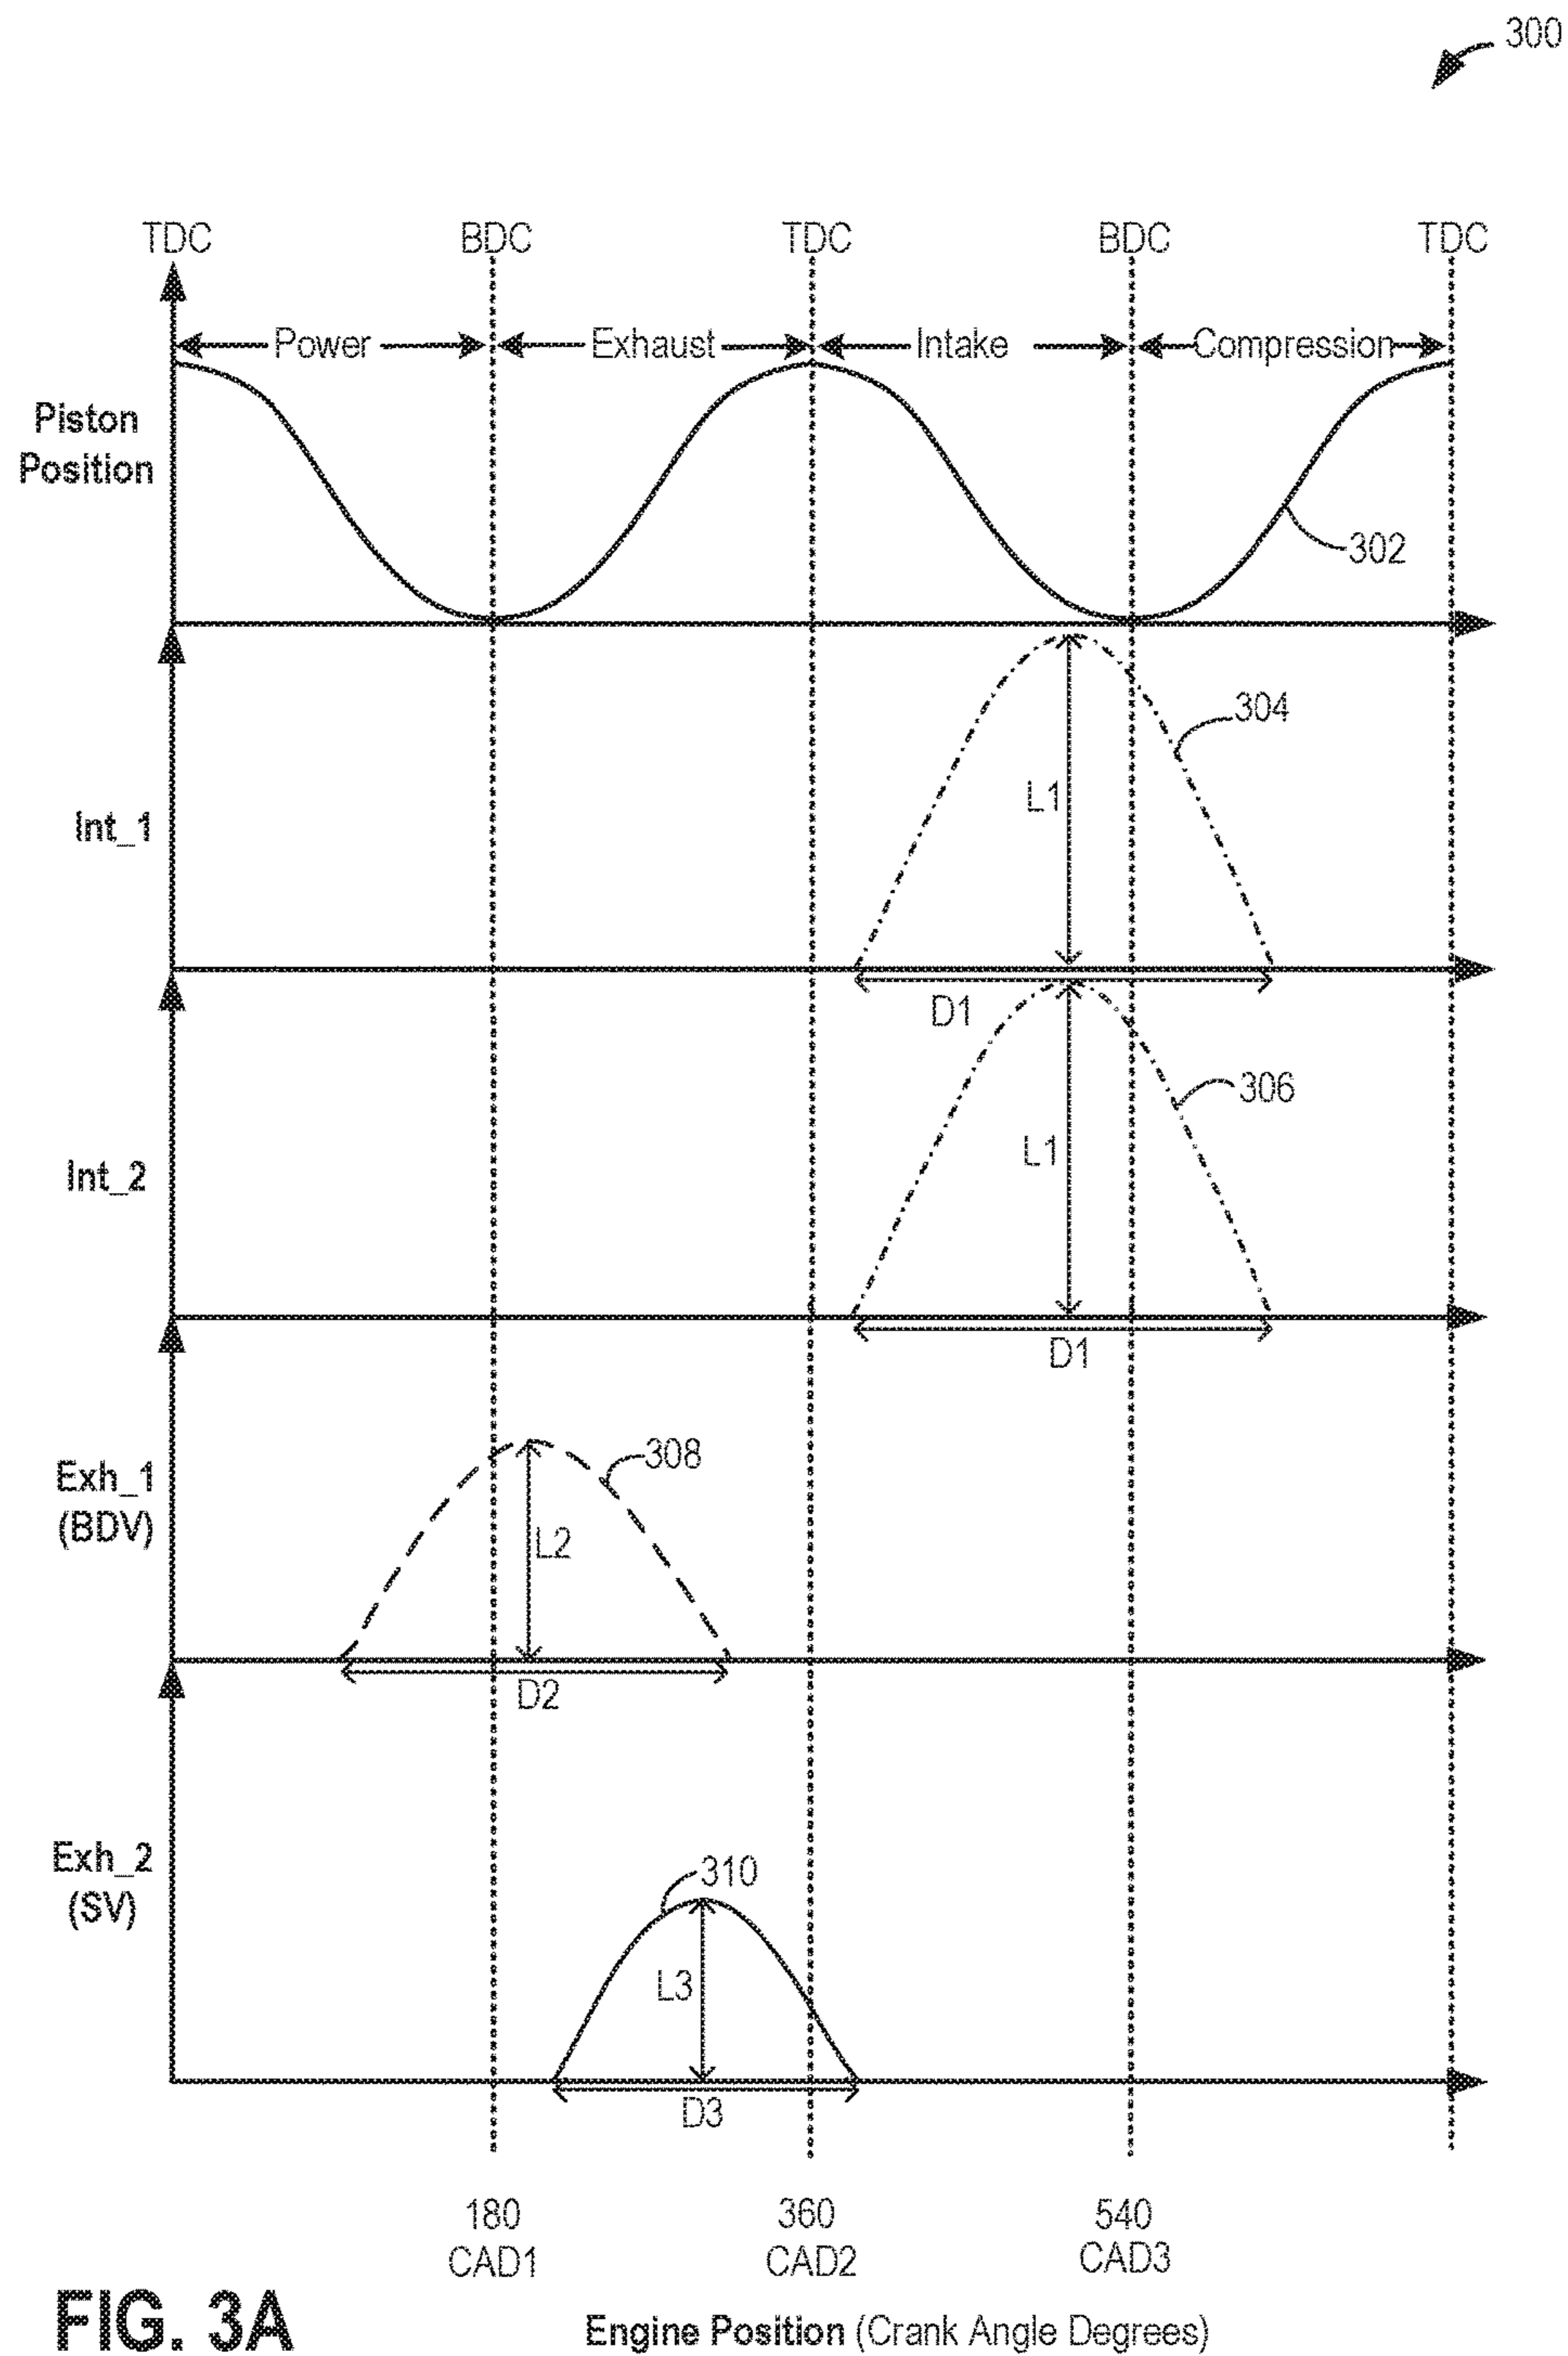 300
TDC BDC TDC BDC TDC
Power Exhaust Intake Compression
Piston
Position
302
304
L1
Int_1
D1
306
L1
Int_2
D1
308
Exh_1
(BDV)
L2
D2
310
Exh_2
(SV)
L3
D3
180 360 540
CAD1 CAD2 CAD3
FIG. 3A
Engine Position (Crank Angle Degrees)